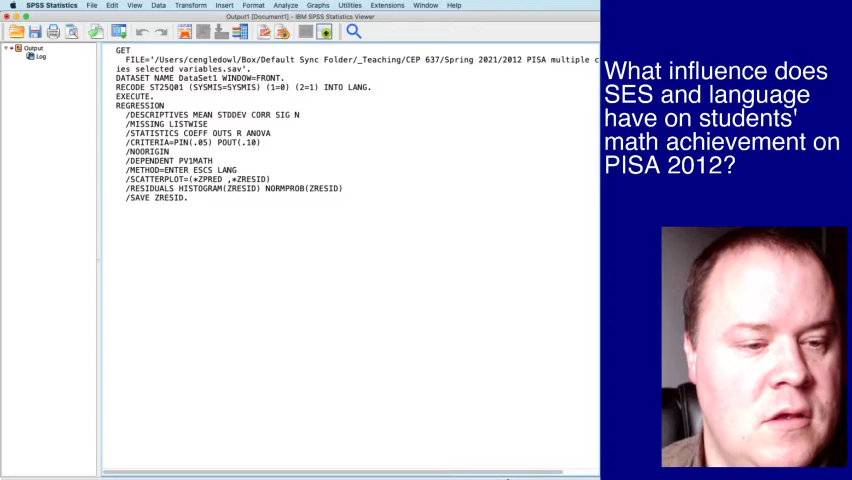 SPSS Statistics File Edit View Data Transform Insert Format Analyze Graphs Utilities Extensions Window Help
Output1 [Document1] - IBM SPSS Statistics Viewer
Output
Log
GET
FILE='/Users/cengledowl/Box/Default Sync Folder/_Teaching/CEP 637/Spring 2021/2012 PISA multiple c
ies selected variables.sav'.
DATASET NAME DataSet1 WINDOW=FRONT.
RECODE ST25Q01 (SYSMIS=SYSMIS) (1=0) (2=1) INTO LANG.
EXECUTE.
REGRESSION
/DESCRIPTIVES MEAN STDDEV CORR SIG N
/MISSING LISTWISE
/STATISTICS COEFF OUTS R ANOVA
/CRITERIA=PIN(.05) POUT(.10)
/NOORIGIN
/DEPENDENT PV1MATH
/METHOD=ENTER ESCS LANG
/SCATTERPLOT=(*ZPRED ,*ZRESID)
/RESIDUALS HISTOGRAM(ZRESID) NORMPROB(ZRESID)
/SAVE ZRESID.
What influence does
SES and language
have on students'
math achievement on
PISA 2012?